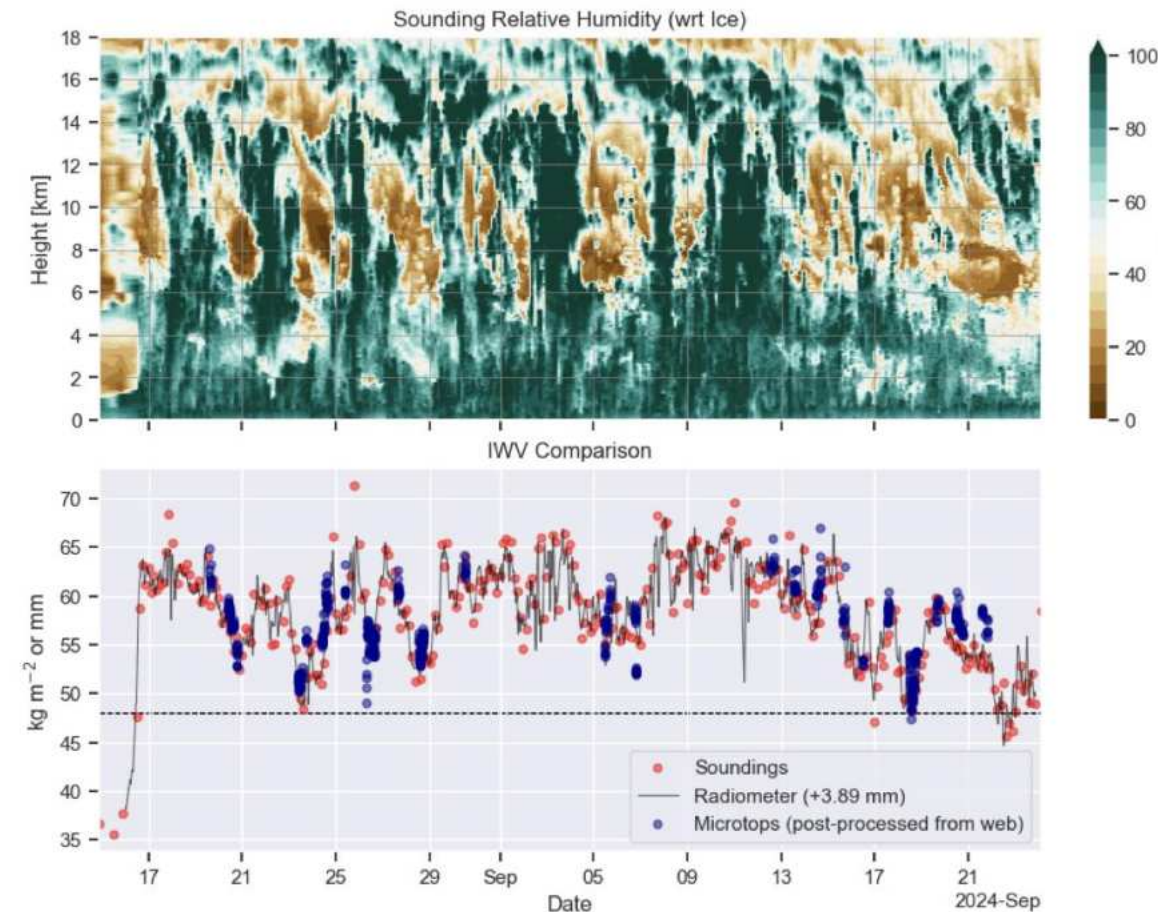 Sounding Relative Humidity (wrt Ice)
Height [km]
18
16
14
12
10
8
6
4
2
0
100
80
60
40
20
0
IWV Comparison
kg m⁻² or mm
70
65
60
55
50
45
40
35
Soundings
Radiometer (+3.89 mm)
Microtops (post-processed from web)
17 21 25 29 Sep 05 09 13 17 21
Date
2024-Sep